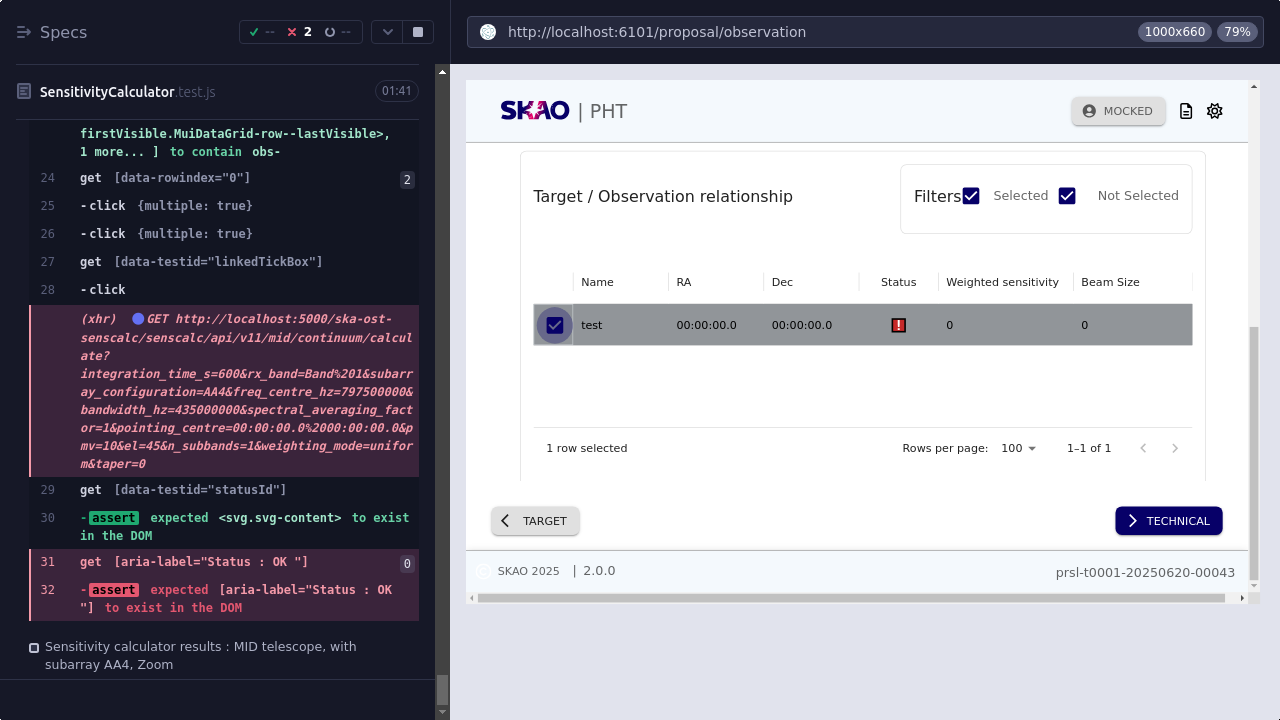 Specs
--
2
--
http://localhost:6101/proposal/observation
1000x660
79%
SensitivityCalculator.test.js
01:41
firstVisible.MuiDataGrid-row--lastVisible>,
1 more... ] to contain obs-
24 get [data-rowindex="0"] 2
25 -click {multiple: true}
26 -click {multiple: true}
27 get [data-testid="linkedTickBox"]
28 -click
(xhr) GET http://localhost:5000/ska-ost-
senscalc/senscalc/api/v11/mid/continuum/calcul
ate?
integration_time_s=600&rx_band=Band%201&subarr
ay_configuration=AA4&freq_centre_hz=797500000&
bandwidth_hz=435000000&spectral_averaging_fact
or=1&pointing_centre=00:00:00.0%2000:00:00.0&p
mv=10&el=45&n_subbands=1&weighting_mode=unifor
m&taper=0
29 get [data-testid="statusId"]
30 -assert expected <svg.svg-content> to exist
in the DOM
31 get [aria-label="Status : OK "] 0
32 -assert expected [aria-label="Status : OK
"] to exist in the DOM
Sensitivity calculator results : MID telescope, with
subarray AA4, Zoom
SKAO | PHT
MOCKED
Target / Observation relationship
Filters
Selected
Not Selected
Name RA Dec Status Weighted sensitivity Beam Size
test 00:00:00.0 00:00:00.0 ! 0 0
1 row selected
Rows per page: 100
1–1 of 1
TARGET
TECHNICAL
SKAO 2025 | 2.0.0
prsl-t0001-20250620-00043